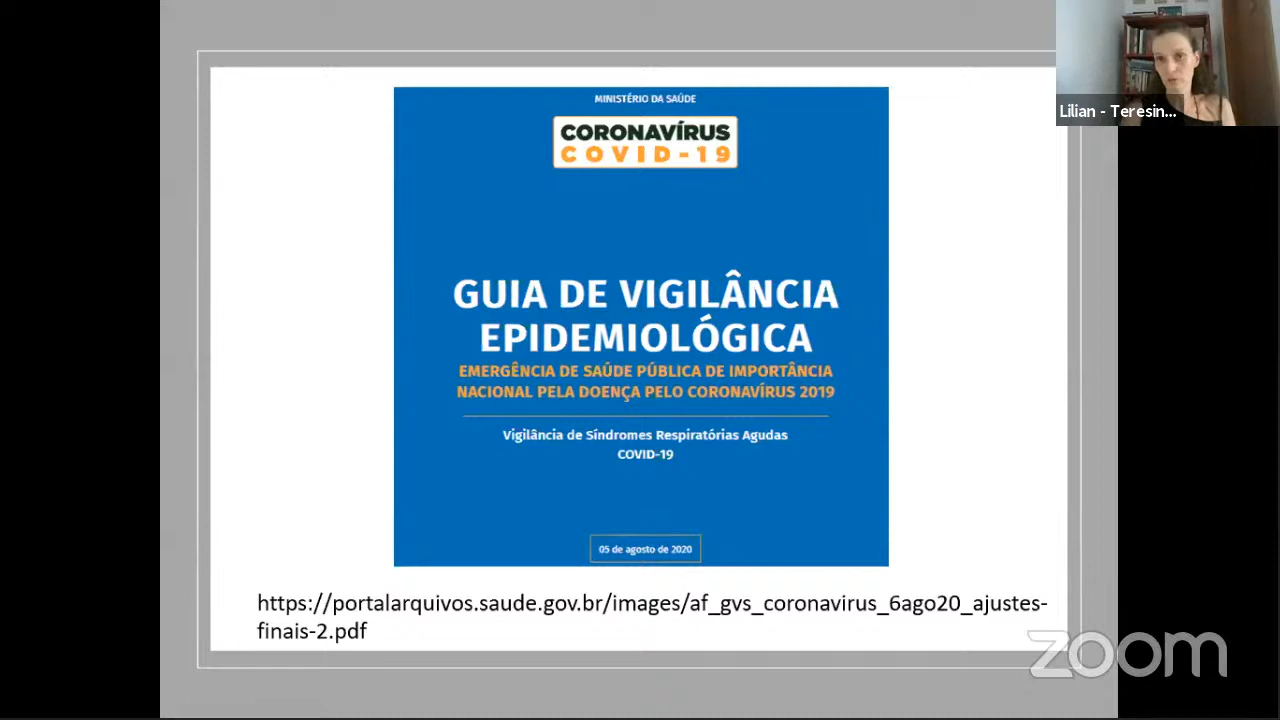 MINISTÉRIO DA SAÚDE
CORONAVÍRUS
COVID-19
GUIA DE VIGILÂNCIA
EPIDEMIOLÓGICA
EMERGÊNCIA DE SAÚDE PÚBLICA DE IMPORTÂNCIA
NACIONAL PELA DOENÇA PELO CORONAVÍRUS 2019
Vigilância de Síndromes Respiratórias Agudas
COVID-19
05 de agosto de 2020
https://portalarquivos.saude.gov.br/images/af_gvs_coronavirus_6ago20_ajustes-
finais-2.pdf
Lilian - Teresin...
zoom